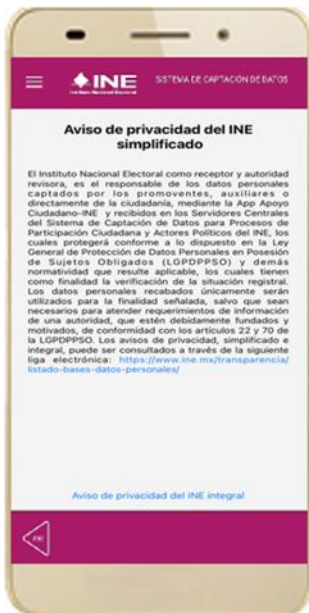 INE
Instituto Nacional Electoral
SISTEMA DE CAPTACIÓN DE DATOS
Aviso de privacidad del INE
simplificado
El Instituto Nacional Electoral como receptor y autoridad
revisora, es el responsable de los datos personales
captados por los promoventes, auxiliares o
directamente de la ciudadanía, mediante la App Apoyo
Ciudadano-INE y recibidos en los Servidores Centrales
del Sistema de Captación de Datos para Procesos de
Participación Ciudadana y Actores Políticos del INE, los
cuales protegerá conforme a lo dispuesto en la Ley
General de Protección de Datos Personales en Posesión
de Sujetos Obligados (LGPDPPSO) y demás
normatividad que resulte aplicable, los cuales tienen
como finalidad la verificación de la situación registral.
Los datos personales recabados únicamente serán
utilizados para la finalidad señalada, salvo que sean
necesarios para atender requerimientos de información
de una autoridad, que estén debidamente fundados y
motivados, de conformidad con los artículos 22 y 70 de
la LGPDPPSO. Los avisos de privacidad, simplificado e
integral, puede ser consultados a través de la siguiente
liga electrónica: https://www.ine.mx/transparencia/
listado-bases-datos-personales/
Aviso de privacidad del INE integral